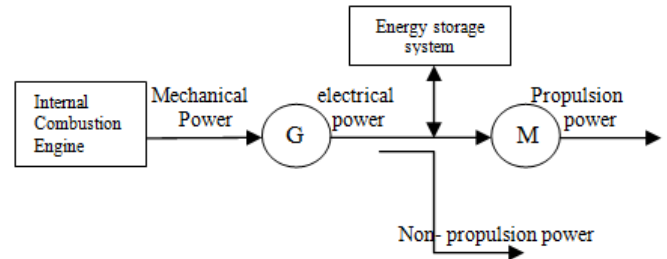 Energy storage
system
Internal
Combustion
Engine
Mechanical
Power
G
electrical
power
M
Propulsion
power
Non- propulsion power